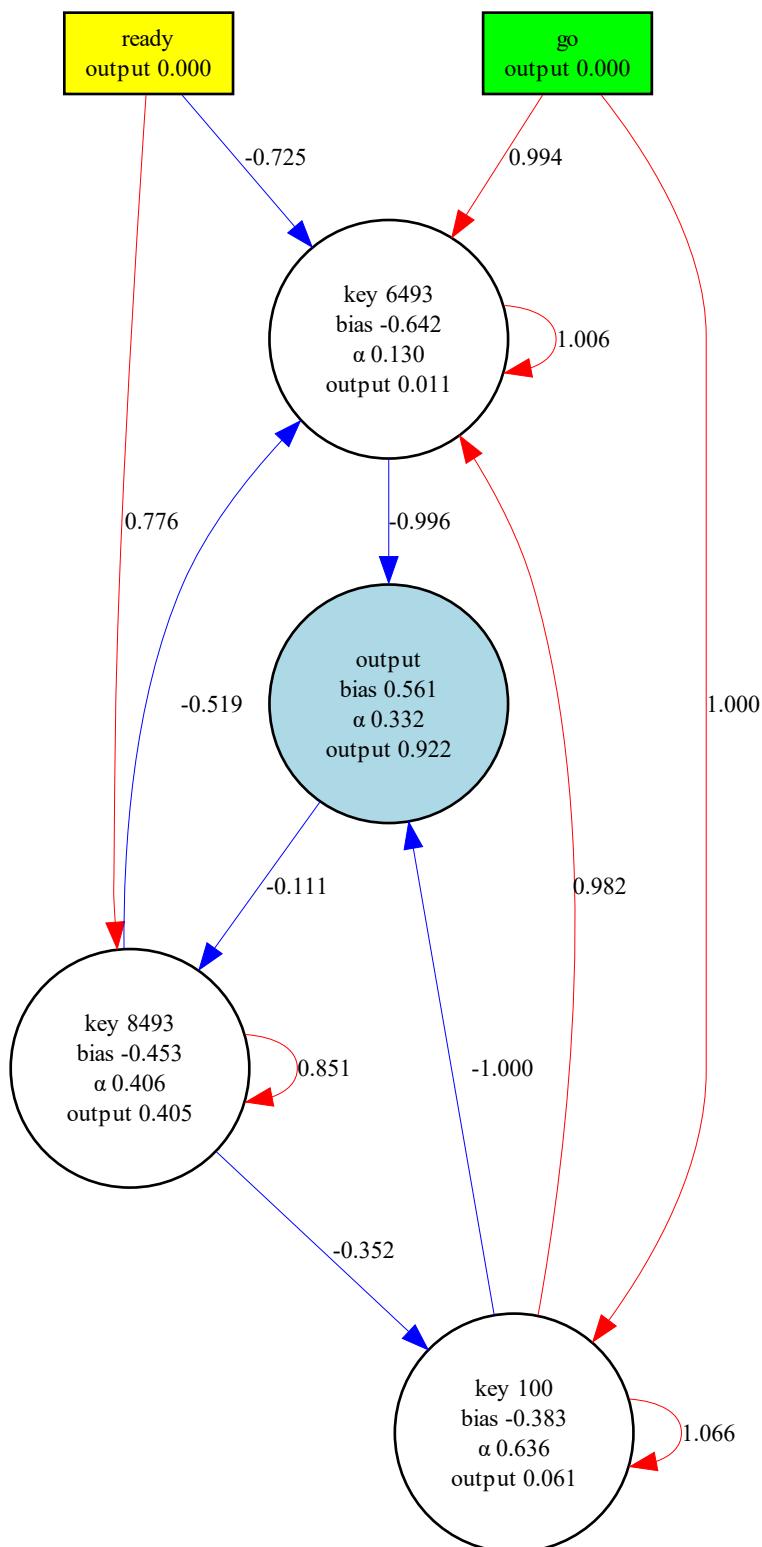 ready
output 0.000
go
output 0.000
-0.725
0.994
key 6493
bias -0.642
α 0.130
output 0.011
1.006
0.776
-0.996
output
bias 0.561
α 0.332
output 0.922
-0.519
1.000
-0.111
0.982
key 8493
bias -0.453
α 0.406
output 0.405
0.851
-1.000
-0.352
key 100
bias -0.383
α 0.636
output 0.061
1.066